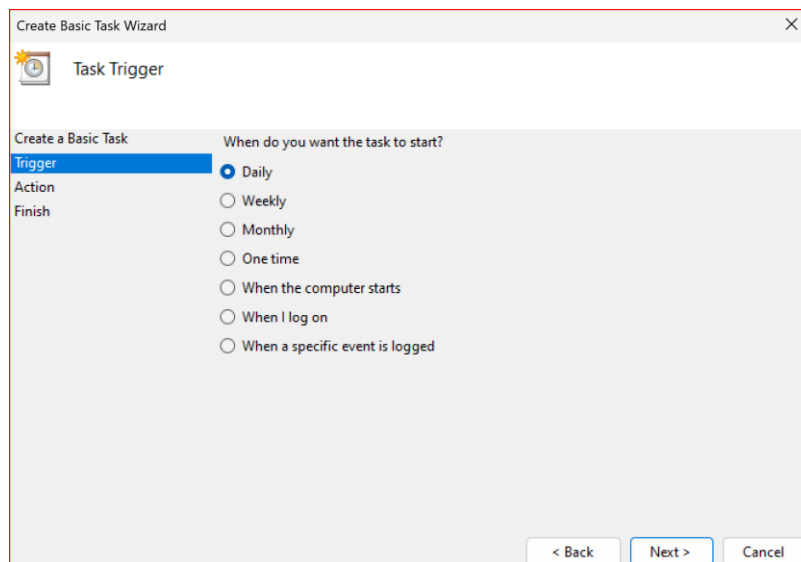 Create Basic Task Wizard
Task Trigger
Create a Basic Task
Trigger
Action
Finish
When do you want the task to start?
Daily
Weekly
Monthly
One time
When the computer starts
When I log on
When a specific event is logged
< Back
Next >
Cancel